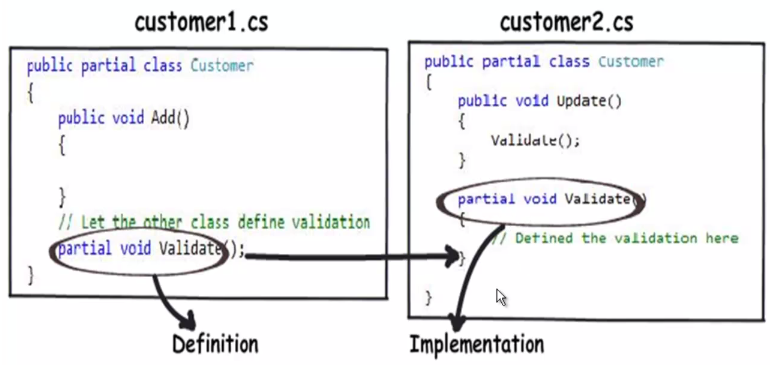 customer1.cs
public partial class Customer
{
public void Add()
{
}
// Let the other class define validation
partial void Validate();
}
Definition
customer2.cs
public partial class Customer
{
public void Update()
{
Validate();
}
partial void Validate()
{
// Defined the validation here
}
}
Implementation